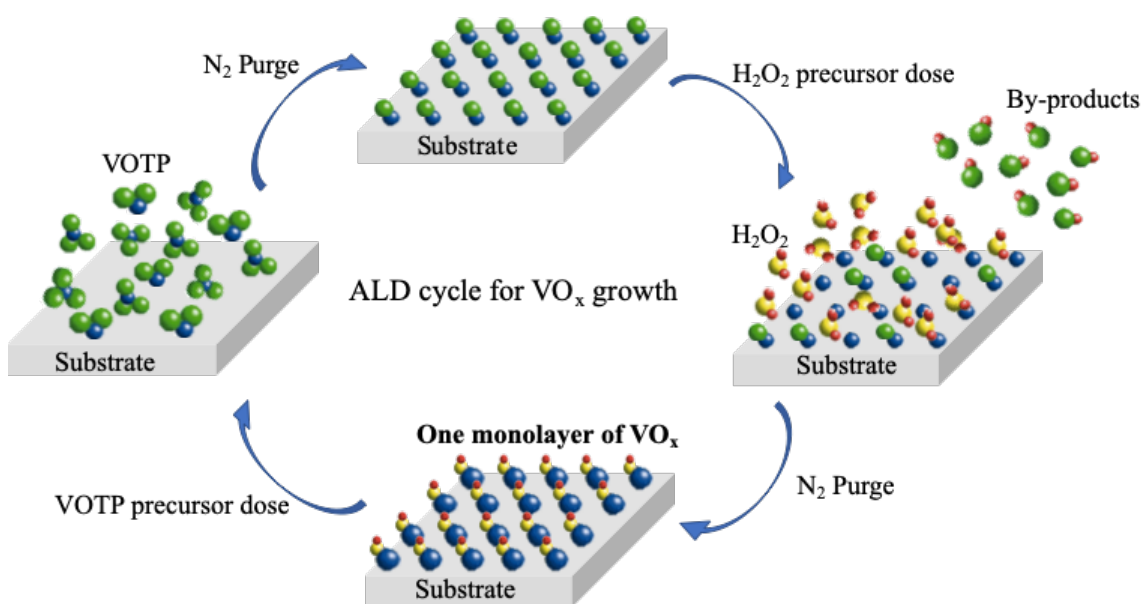 N₂ Purge
Substrate
H₂O₂ precursor dose
By-products
VOTP
H₂O₂
ALD cycle for VOₓ growth
Substrate
Substrate
One monolayer of VOₓ
VOTP precursor dose
N₂ Purge
Substrate